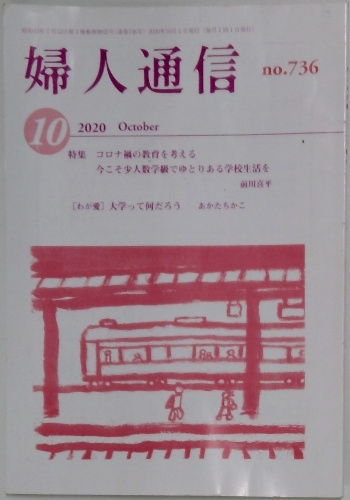 婦人通信
no.736
10
2020 October
特集 コロナ禍の教育を考える
今こそ少人数学級でゆとりある学校生活を
前川喜平
［わが愛］大学って何だろう あかたちかこ